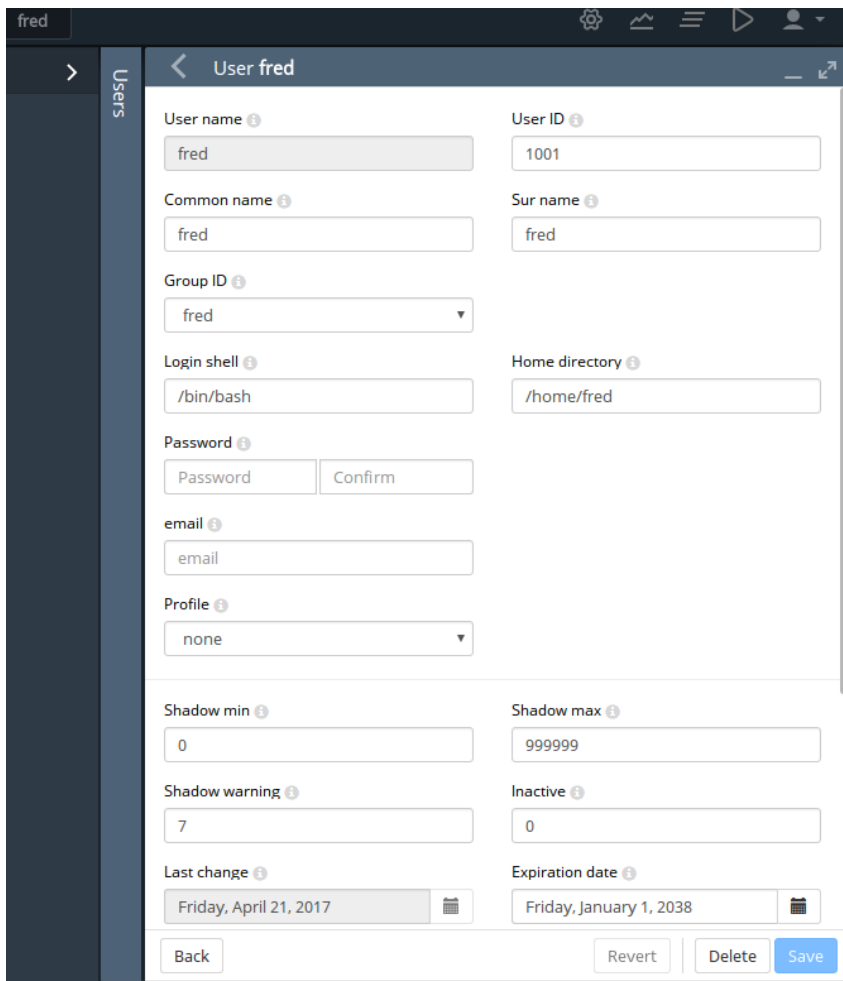 fred
Users
User fred
User name
User ID
fred
1001
Common name
Sur name
fred
fred
Group ID
fred
Login shell
Home directory
/bin/bash
/home/fred
Password
Password
Confirm
email
email
Profile
none
Shadow min
Shadow max
0
999999
Shadow warning
Inactive
7
0
Last change
Expiration date
Friday, April 21, 2017
Friday, January 1, 2038
Back
Revert
Delete
Save